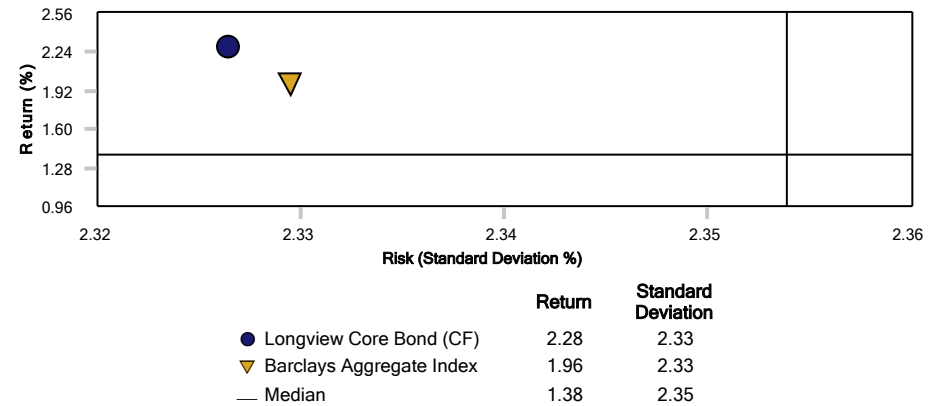 2.56
2.24
1.92
1.60
1.28
0.96
Return (%)
2.32 2.33 2.34 2.35 2.36
Risk (Standard Deviation %)
Return Standard Deviation
Longview Core Bond (CF) 2.28 2.33
Barclays Aggregate Index 1.96 2.33
Median 1.38 2.35